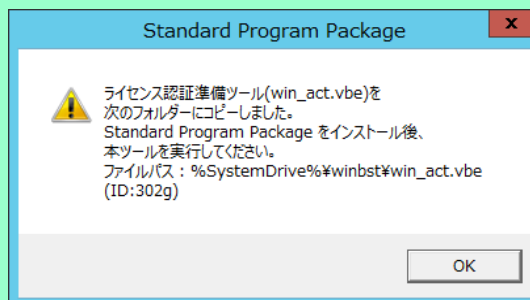 Standard Program Package
x
ライセンス認証準備ツール(win_act.vbe)を
次のフォルダーにコピーしました。
Standard Program Package をインストール後、
本ツールを実行してください。
ファイルパス : %SystemDrive%¥winbst¥win_act.vbe
(ID:302g)
OK